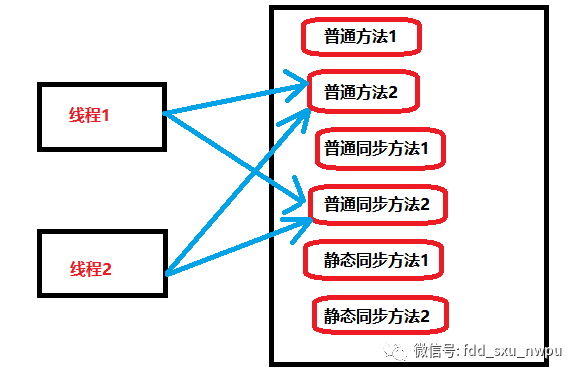 普通方法1
普通方法2
线程1
普通同步方法1
普通同步方法2
线程2
静态同步方法1
静态同步方法2
微信号: fdd_sxu_nwpu